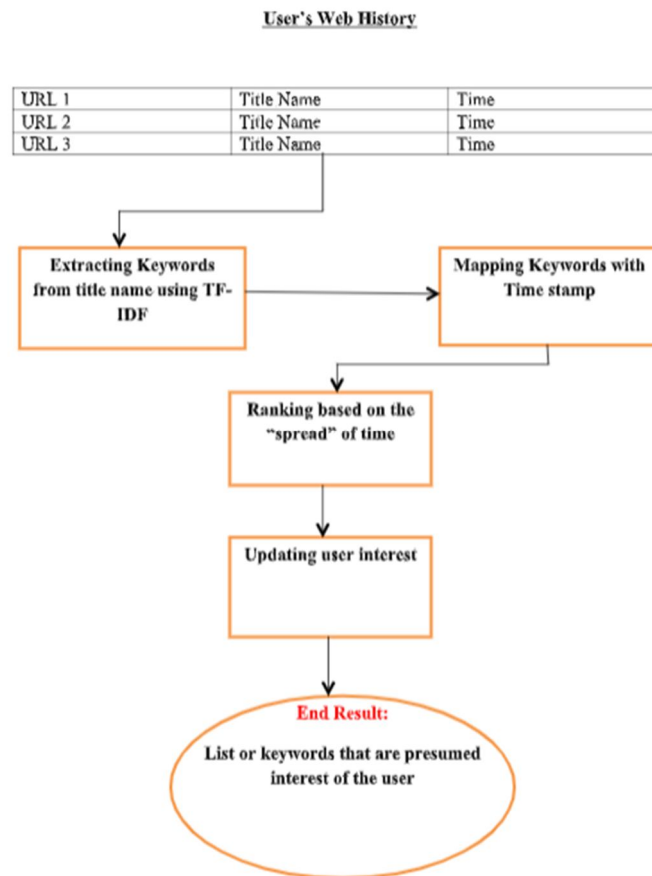 User's Web History
URL 1 Title Name Time
URL 2 Title Name Time
URL 3 Title Name Time
Extracting Keywords
from title name using TF-
IDF
Mapping Keywords with
Time stamp
Ranking based on the
“spread” of time
Updating user interest
End Result:
List or keywords that are presumed
interest of the user